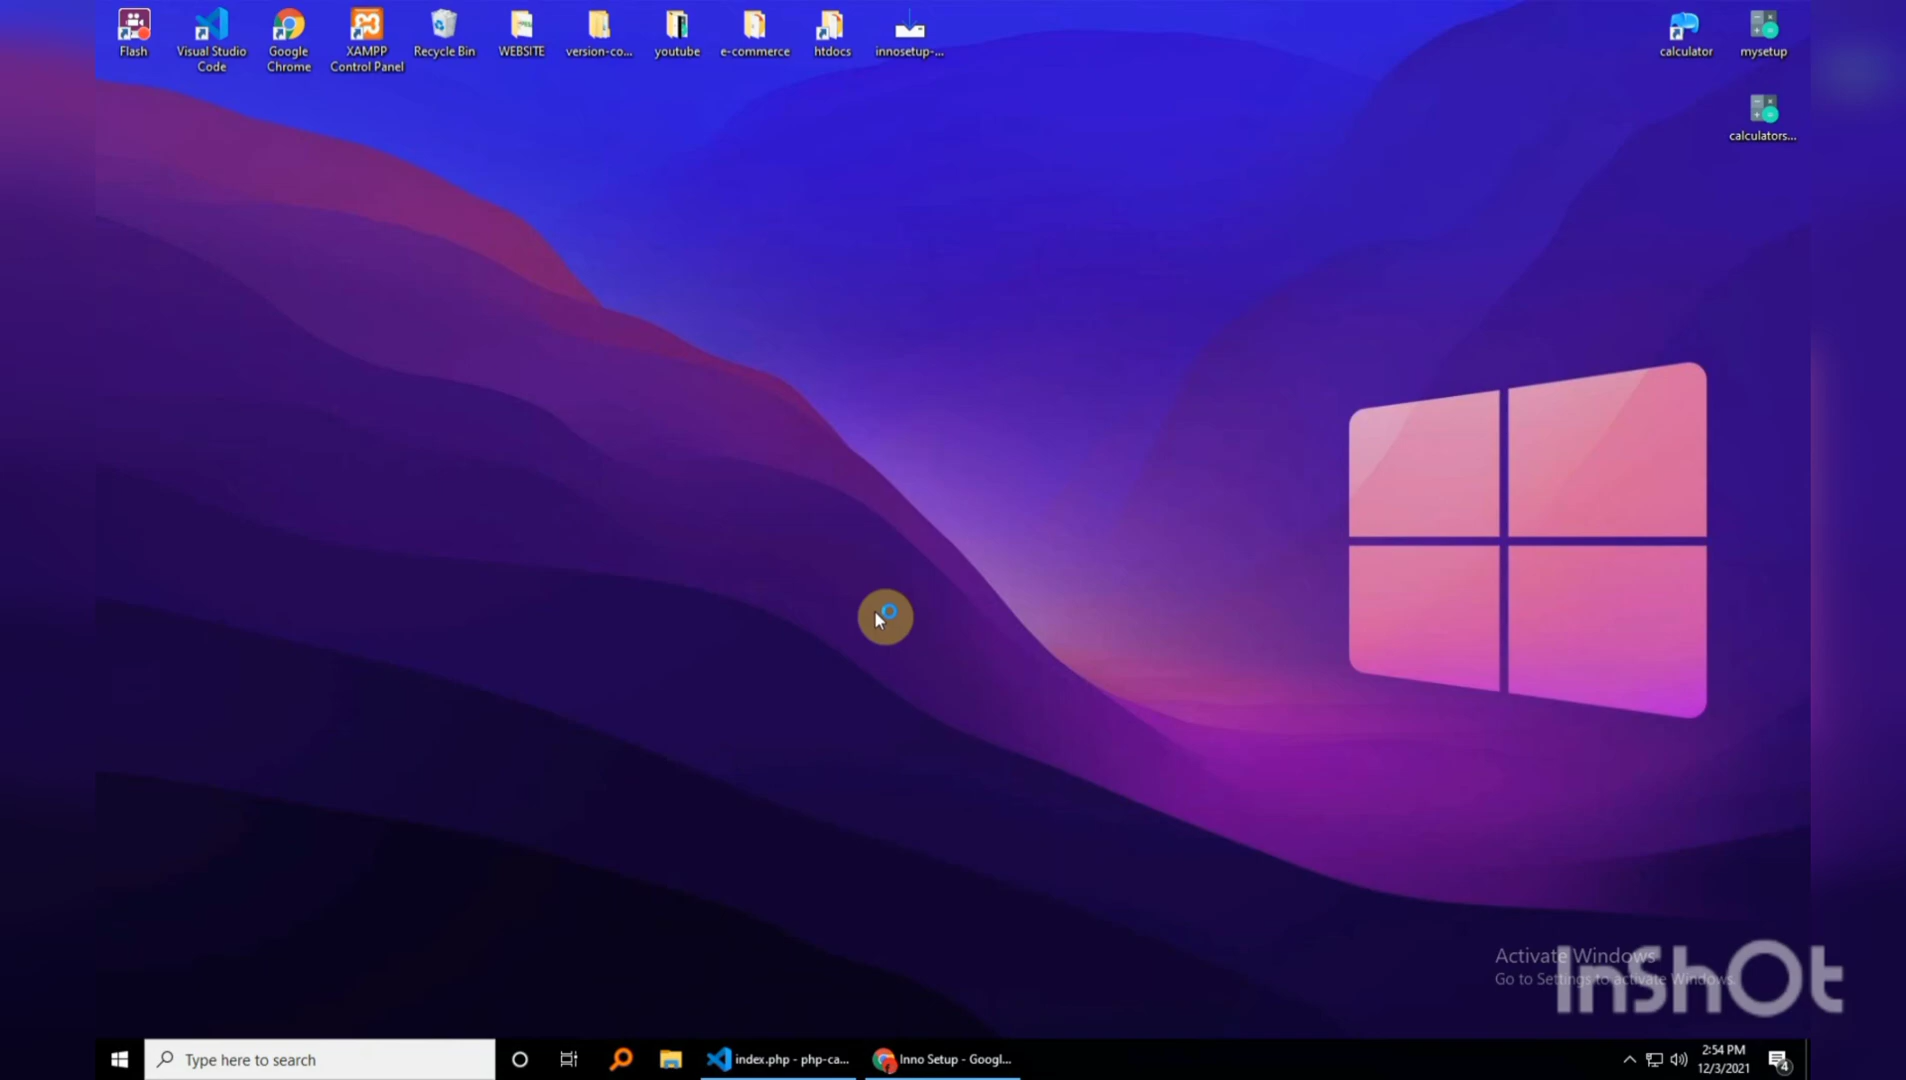 Flash
Visual Studio
Code
Google
Chrome
XAMPP
Control Panel
Recycle Bin
WEBSITE
version-co...
youtube
e-commerce
htdocs
innosetup-...
calculator
mysetup
calculators...
Activate Windows
Go to Settings to activate Windows.
InShOt
Type here to search
index.php - php-ca...
Inno Setup - Googl...
2:54 PM
12/3/2021
4